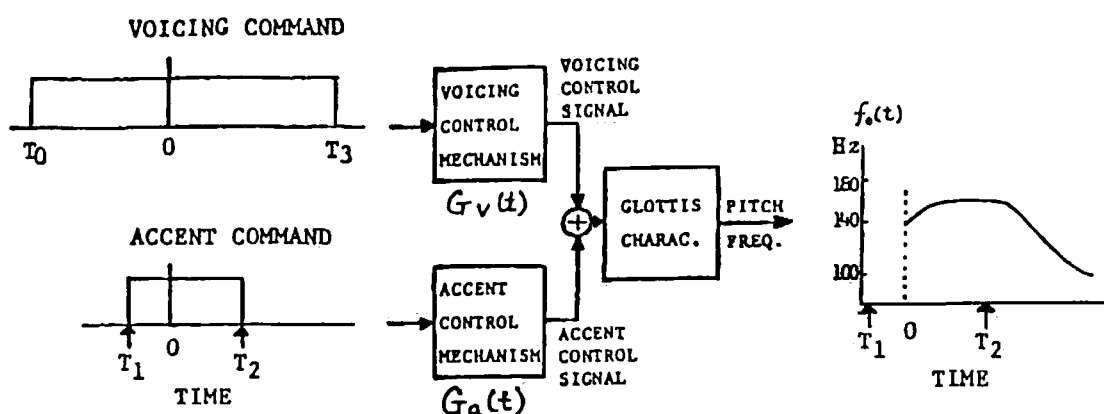 VOICING COMMAND
T0 0 T3
ACCENT COMMAND
T1 0 T2
TIME
VOICING
CONTROL
MECHANISM
Gv(t)
VOICING
CONTROL
SIGNAL
ACCENT
CONTROL
MECHANISM
Ga(t)
ACCENT
CONTROL
SIGNAL
+
GLOTTIS
CHARAC.
PITCH
FREQ.
f0(t)
Hz
180
140
100
T1 0 T2
TIME